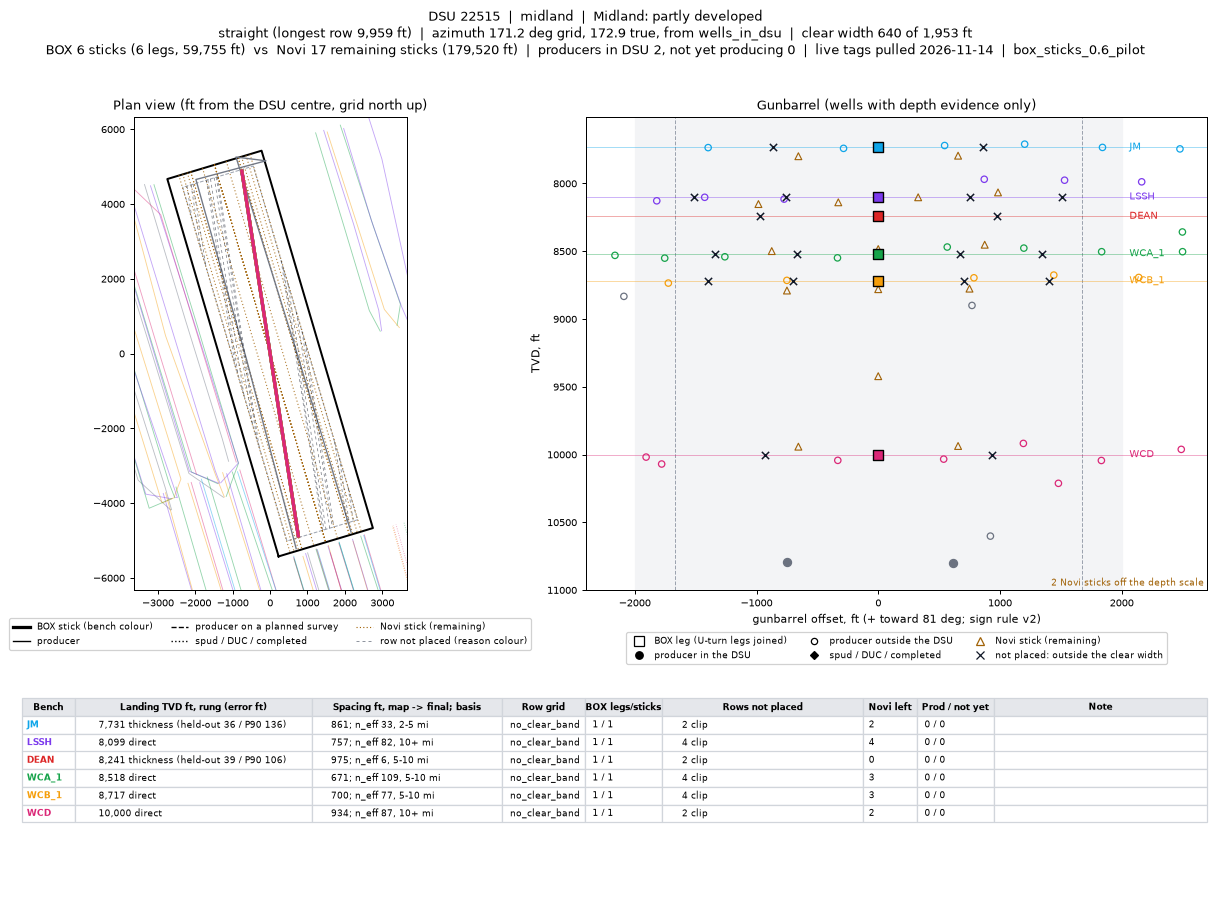 DSU 22515 | midland | Midland: partly developed
straight (longest row 9,959 ft) | azimuth 171.2 deg grid, 172.9 true, from wells_in_dsu | clear width 640 of 1,953 ft
BOX 6 sticks (6 legs, 59,755 ft) vs Novi 17 remaining sticks (179,520 ft) | producers in DSU 2, not yet producing 0 | live tags pulled 2026-11-14 | box_sticks_0.6_pilot
Plan view (ft from the DSU centre, grid north up)
6000
4000
2000
0
−2000
−4000
−6000
−3000 −2000 −1000 0 1000 2000 3000
BOX stick (bench colour)
producer
producer on a planned survey
spud / DUC / completed
Novi stick (remaining)
row not placed (reason colour)
Gunbarrel (wells with depth evidence only)
TVD, ft
8000
8500
9000
9500
10000
10500
11000
JM
LSSH
DEAN
WCA_1
WCB_1
WCD
2 Novi sticks off the depth scale
−2000 −1000 0 1000 2000
gunbarrel offset, ft (+ toward 81 deg; sign rule v2)
BOX leg (U-turn legs joined)
producer in the DSU
producer outside the DSU
spud / DUC / completed
Novi stick (remaining)
not placed: outside the clear width
Bench Landing TVD ft, rung (error ft) Spacing ft, map -> final; basis Row grid BOX legs/sticks Rows not placed Novi left Prod / not yet Note
JM 7,731 thickness (held-out 36 / P90 136) 861; n_eff 33, 2-5 mi no_clear_band 1 / 1 2 clip 2 0 / 0
LSSH 8,099 direct 757; n_eff 82, 10+ mi no_clear_band 1 / 1 4 clip 4 0 / 0
DEAN 8,241 thickness (held-out 39 / P90 106) 975; n_eff 6, 5-10 mi no_clear_band 1 / 1 2 clip 0 0 / 0
WCA_1 8,518 direct 671; n_eff 109, 5-10 mi no_clear_band 1 / 1 4 clip 3 0 / 0
WCB_1 8,717 direct 700; n_eff 77, 5-10 mi no_clear_band 1 / 1 4 clip 3 0 / 0
WCD 10,000 direct 934; n_eff 87, 10+ mi no_clear_band 1 / 1 2 clip 2 0 / 0